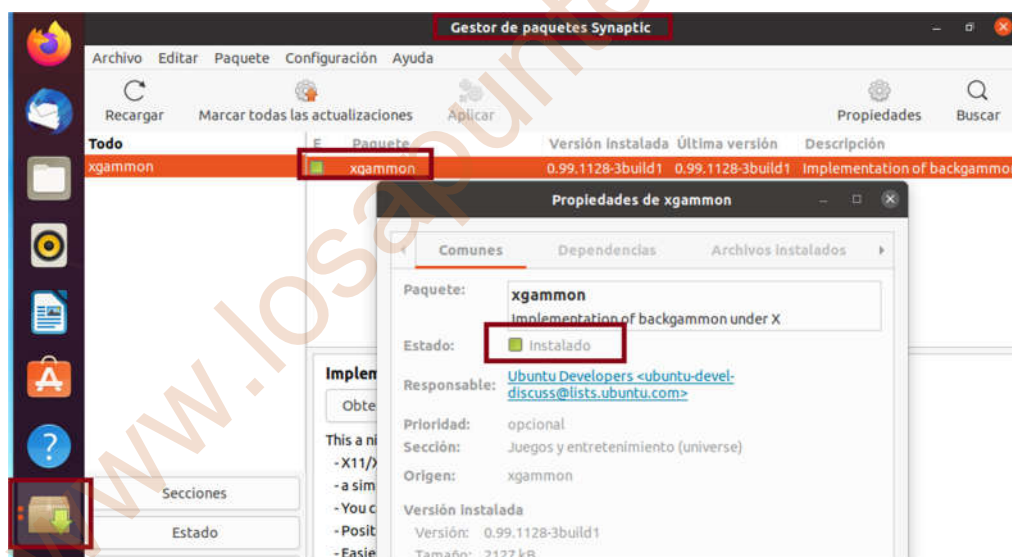 Gestor de paquetes Synaptic
Archivo Editar Paquete Configuración Ayuda
Recargar Marcar todas las actualizaciones Aplicar Propiedades Buscar
Todo E Paquete Versión instalada Última versión Descripción
xgammon xgammon 0.99.1128-3build1 0.99.1128-3build1 Implementation of backgammo
Propiedades de xgammon
Comunes Dependencias Archivos instalados
Paquete: xgammon
Implementation of backgammon under X
Estado: Instalado
Implen
Responsable: Ubuntu Developers <ubuntu-devel-
discuss@lists.ubuntu.com>
Obte
Prioridad: opcional
This a ni
Sección: Juegos y entretenimiento (universe)
- X11/X
Origen: xgammon
- a sim
Secciones
- You c
Versión instalada
- Posit
Estado
Versión: 0.99.1128-3build1
- Easie
Tamaño: 2127 kB